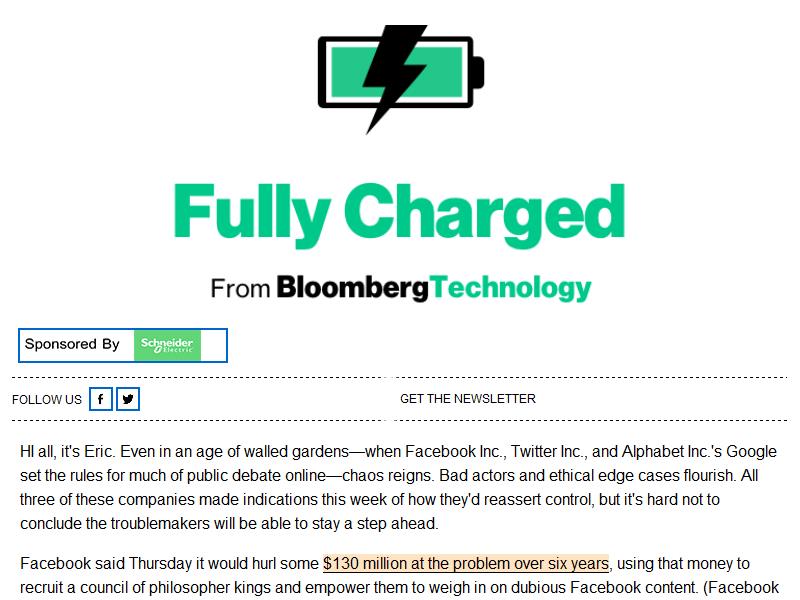 Fully Charged
From BloombergTechnology
Sponsored By Schneider Electric
FOLLOW US
GET THE NEWSLETTER
HI all, it's Eric. Even in an age of walled gardens—when Facebook Inc., Twitter Inc., and Alphabet Inc.'s Google
set the rules for much of public debate online—chaos reigns. Bad actors and ethical edge cases flourish. All
three of these companies made indications this week of how they'd reassert control, but it's hard not to
conclude the troublemakers will be able to stay a step ahead.
Facebook said Thursday it would hurl some $130 million at the problem over six years, using that money to
recruit a council of philosopher kings and empower them to weigh in on dubious Facebook content. (Facebook